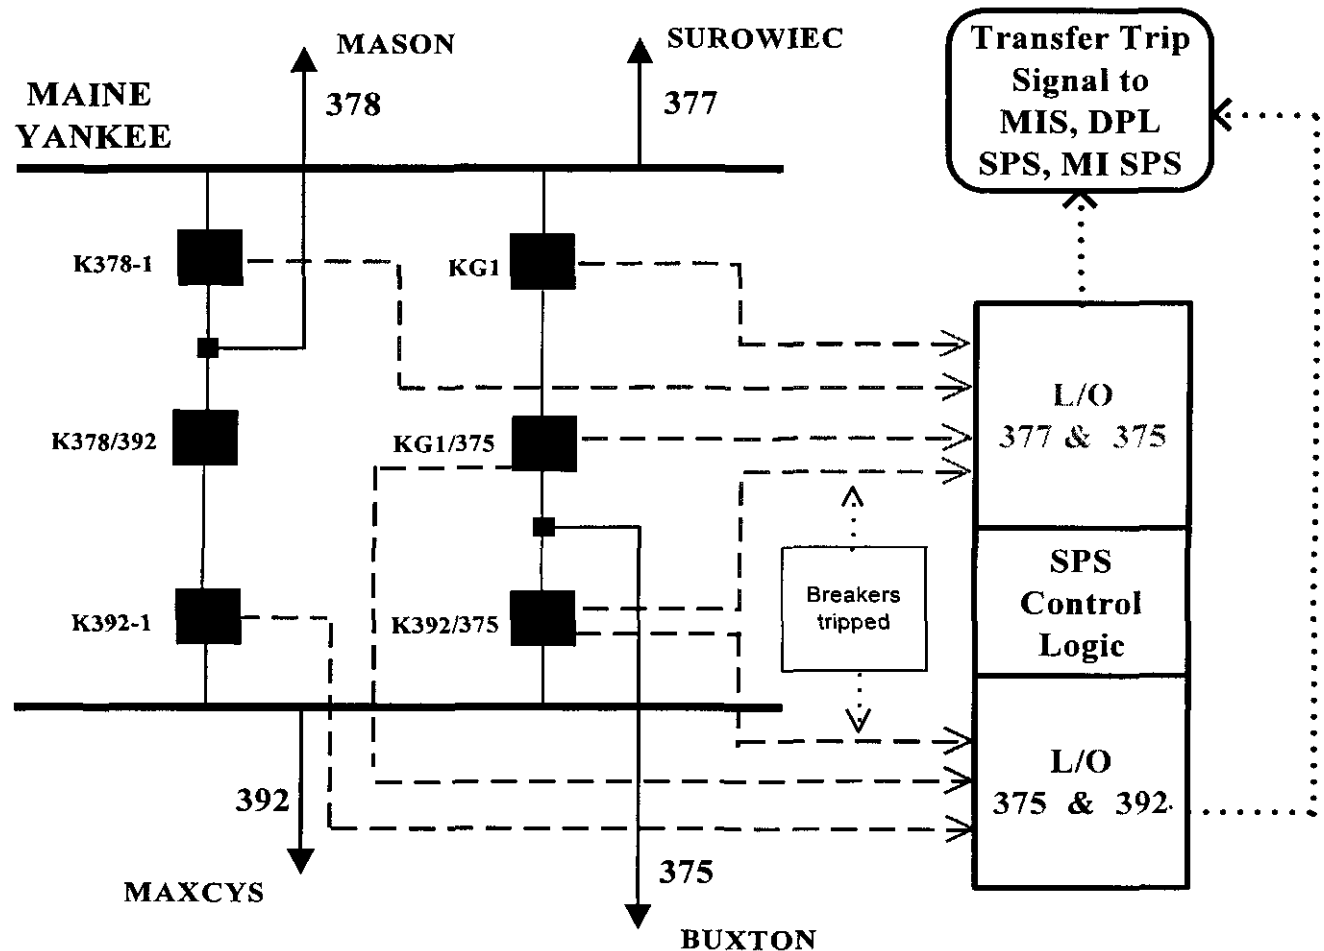 MASON
SUROWIEC
Transfer Trip
Signal to
MIS, DPL
SPS, MI SPS
MAINE
YANKEE
378
377
K378-1
KG1
K378/392
KG1/375
L/O
377 & 375
K392-1
K392/375
Breakers
tripped
SPS
Control
Logic
L/O
375 & 392
392
375
MAXCYS
BUXTON